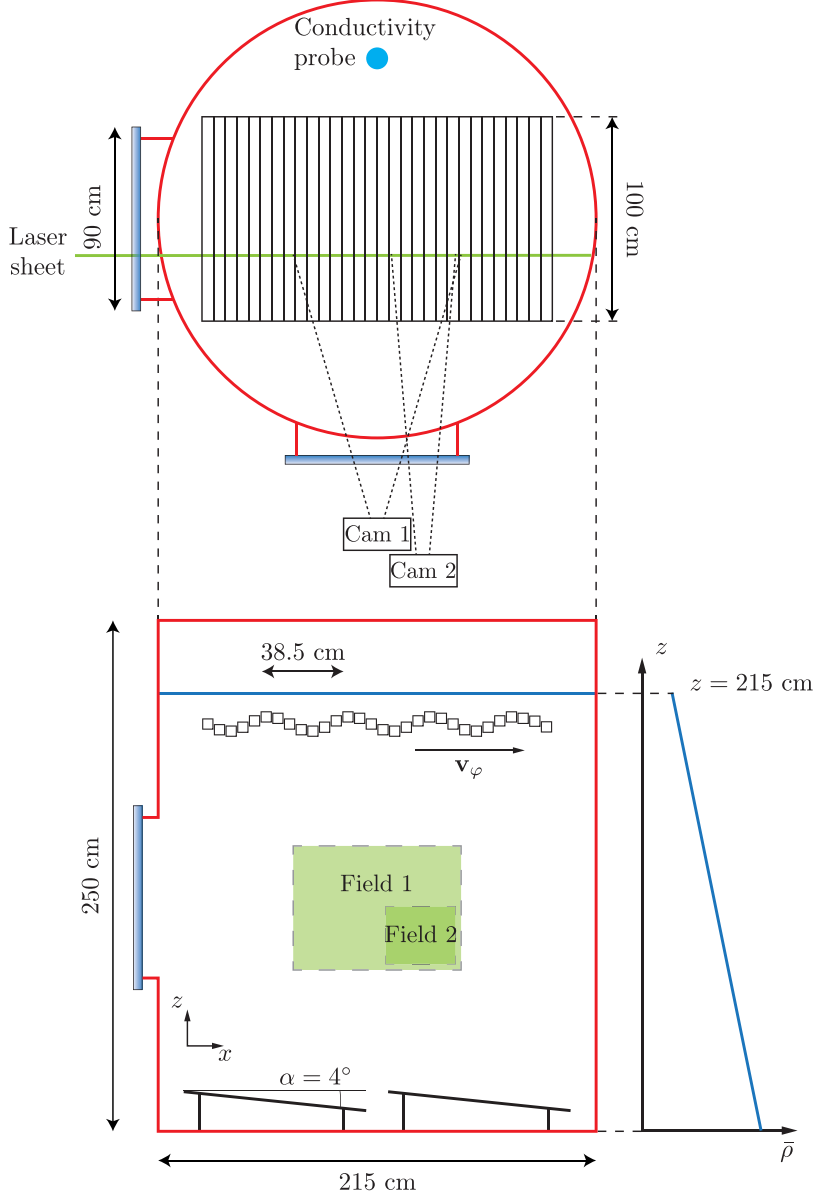 Conductivity
probe
90 cm
100 cm
Laser
sheet
Cam 1
Cam 2
38.5 cm
z
z = 215 cm
𝐯φ
250 cm
Field 1
Field 2
z
x
α = 4°
ρ̄
215 cm